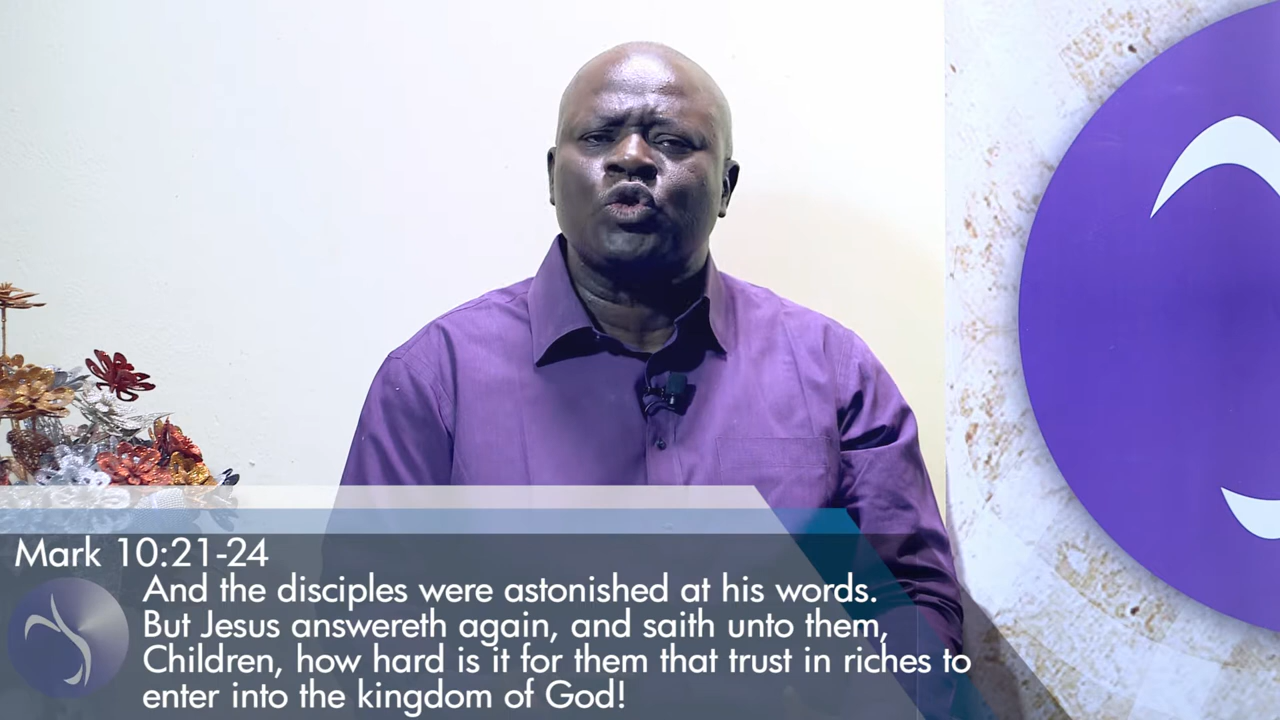 Mark 10:21-24
And the disciples were astonished at his words.
But Jesus answereth again, and saith unto them,
Children, how hard is it for them that trust in riches to
enter into the kingdom of God!